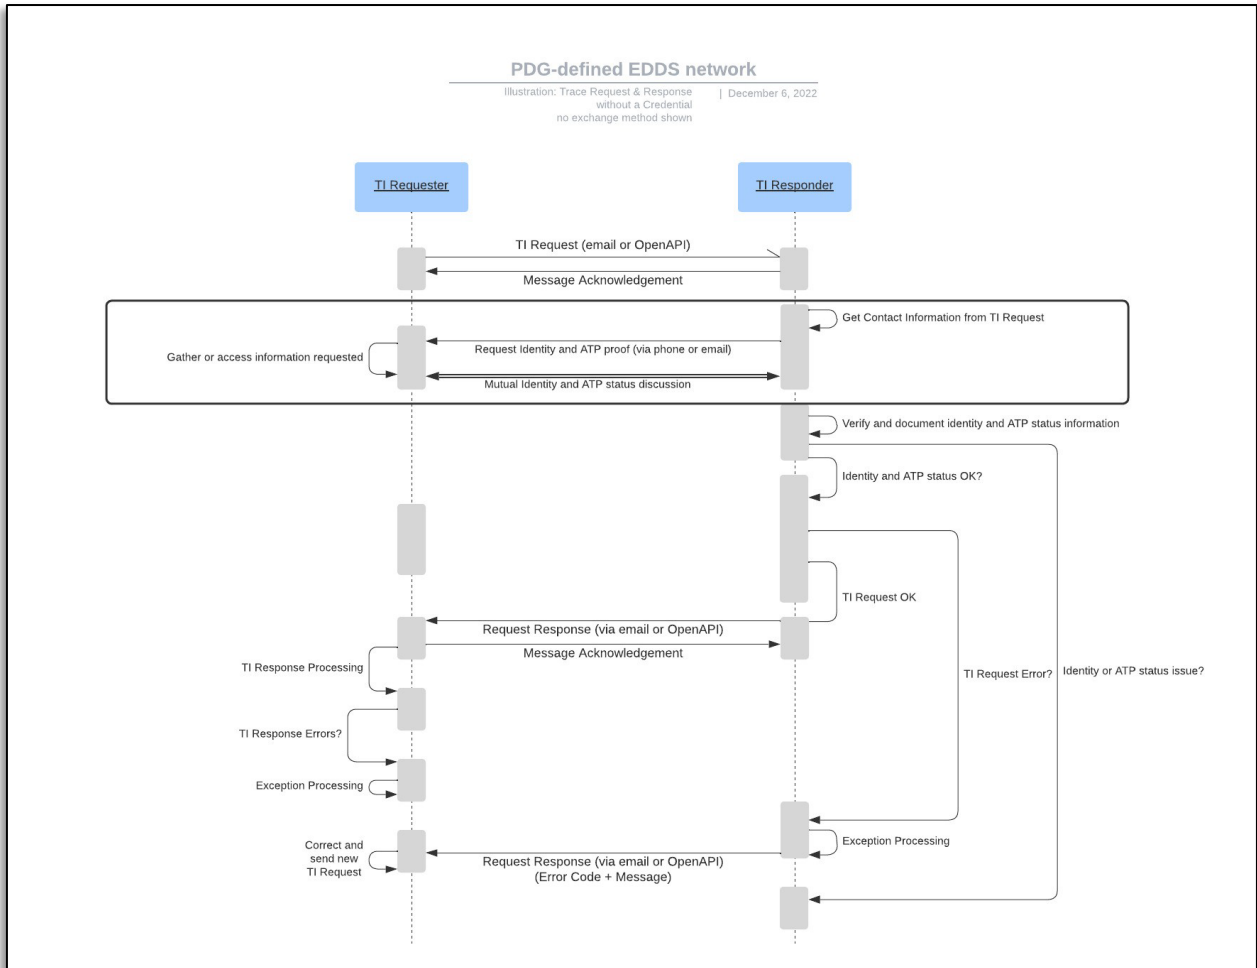 PDG-defined EDDS network
Illustration: Trace Request & Response
without a Credential
no exchange method shown
| December 6, 2022
TI Requester
TI Responder
TI Request (email or OpenAPI)
Message Acknowledgement
Get Contact Information from TI Request
Request Identity and ATP proof (via phone or email)
Gather or access information requested
Mutual Identity and ATP status discussion
Verify and document identity and ATP status information
Identity and ATP status OK?
TI Request OK
Request Response (via email or OpenAPI)
Message Acknowledgement
TI Response Processing
TI Request Error?
Identity or ATP status issue?
TI Response Errors?
Exception Processing
Exception Processing
Correct and
send new
TI Request
Request Response (via email or OpenAPI)
(Error Code + Message)